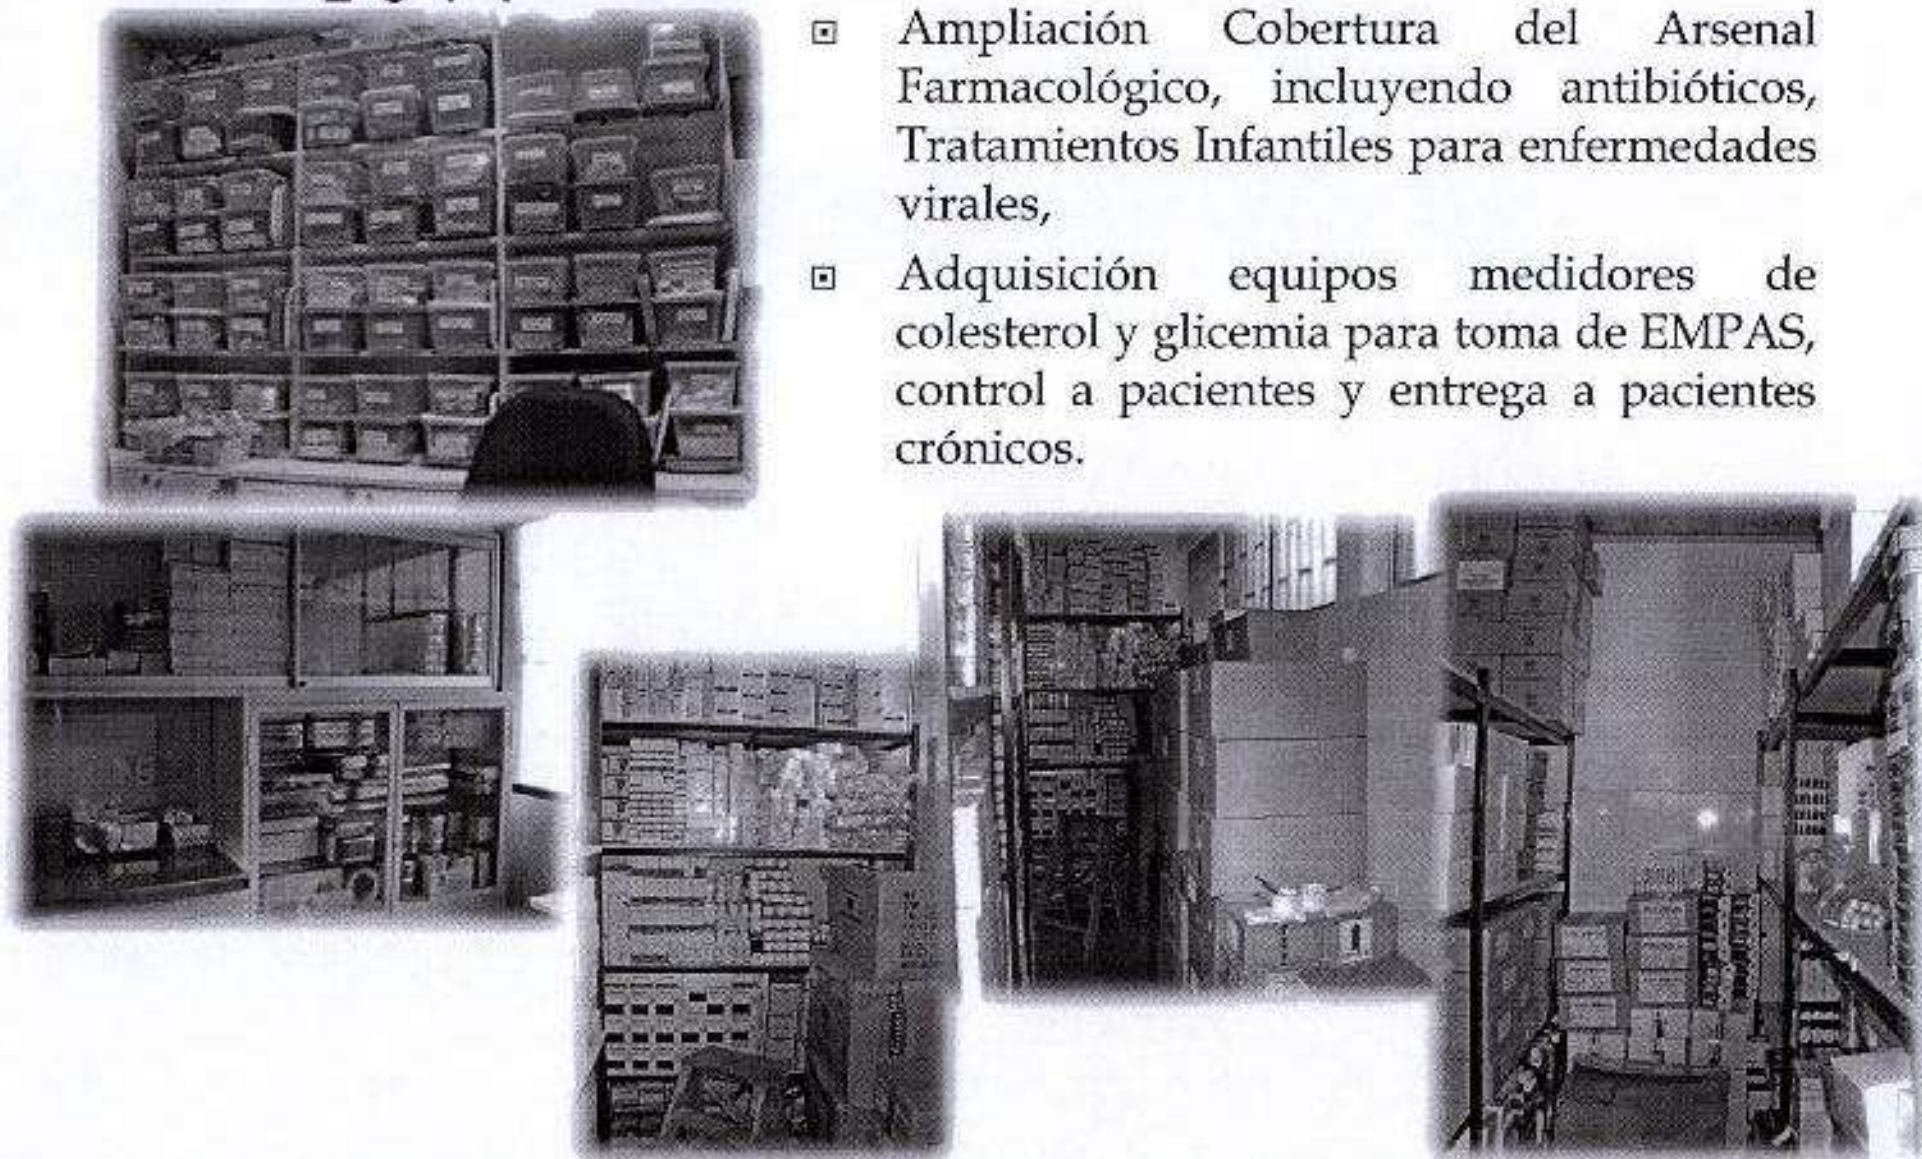 Ampliación Cobertura del Arsenal
Farmacológico, incluyendo antibióticos,
Tratamientos Infantiles para enfermedades
virales,
Adquisición equipos medidores de
colesterol y glicemia para toma de EMPAS,
control a pacientes y entrega a pacientes
crónicos.